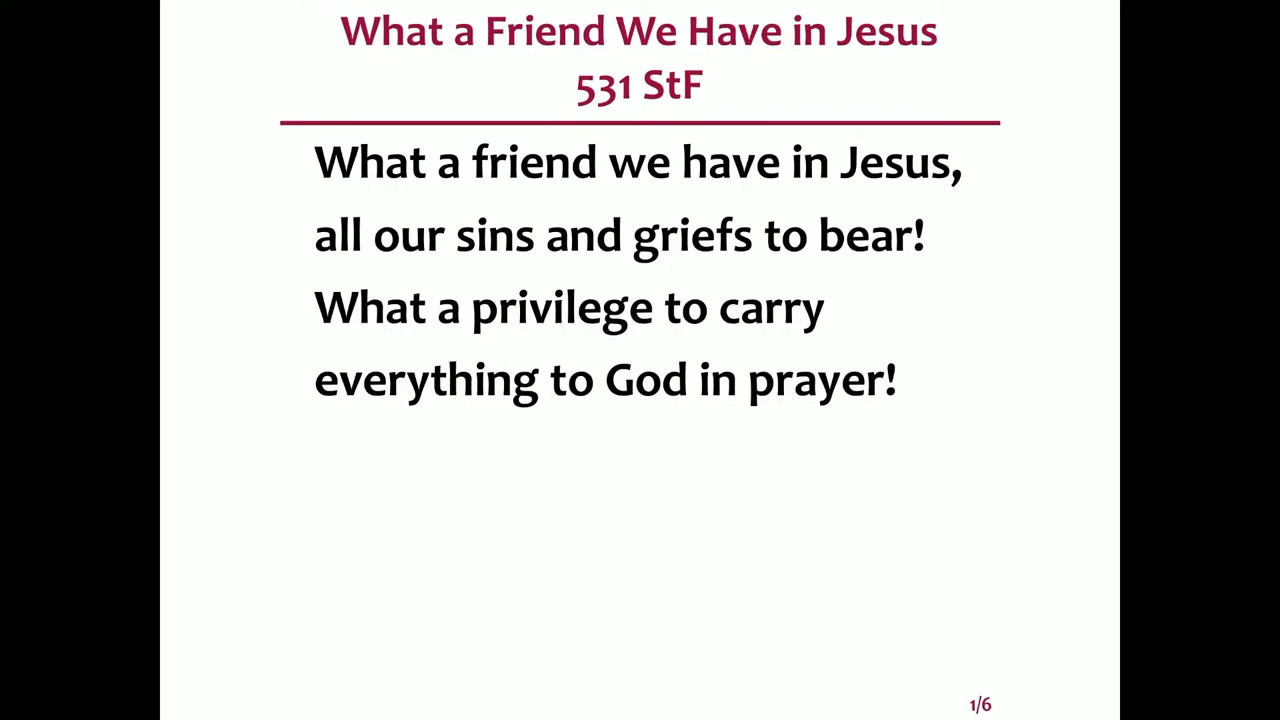 What a Friend We Have in Jesus
531 StF
What a friend we have in Jesus,
all our sins and griefs to bear!
What a privilege to carry
everything to God in prayer!
1/6